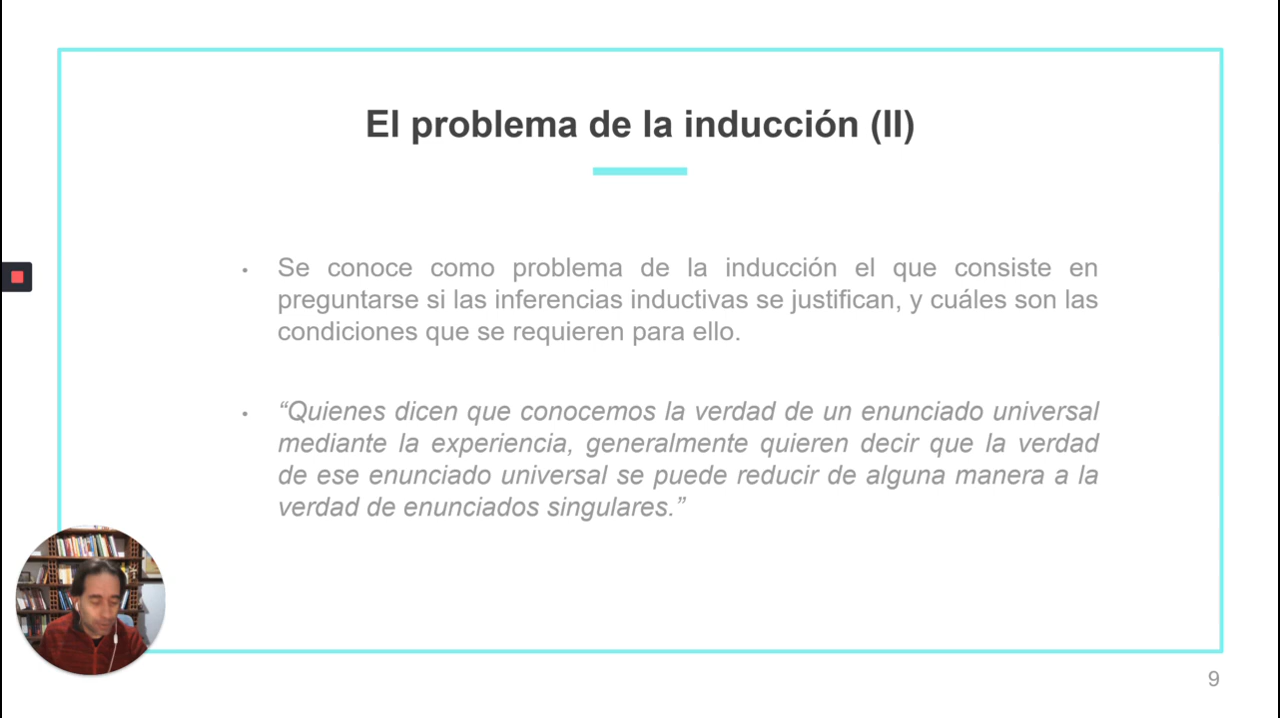 El problema de la inducción (II)
• Se conoce como problema de la inducción el que consiste en
preguntarse si las inferencias inductivas se justifican, y cuáles son las
condiciones que se requieren para ello.
• “Quienes dicen que conocemos la verdad de un enunciado universal
mediante la experiencia, generalmente quieren decir que la verdad
de ese enunciado universal se puede reducir de alguna manera a la
verdad de enunciados singulares.”
9